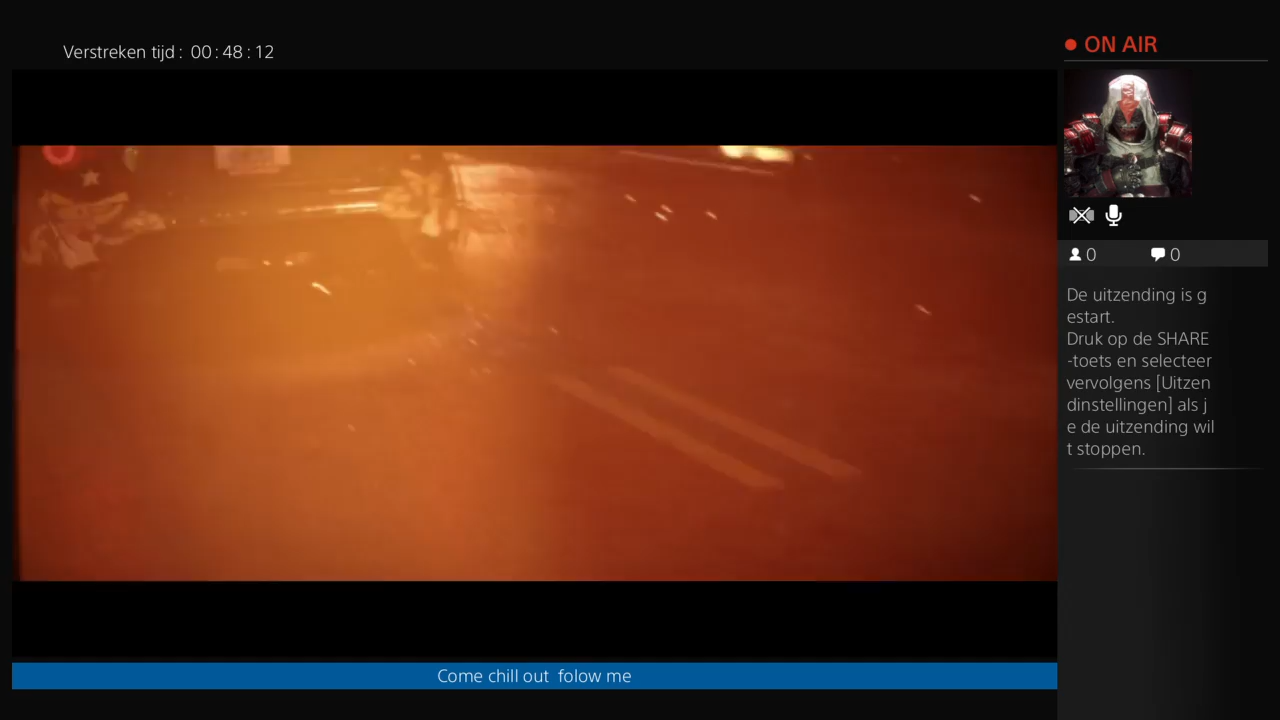 Verstreken tijd : 00 : 48 : 12
ON AIR
0 0
De uitzending is g
estart.
Druk op de SHARE
-toets en selecteer
vervolgens [Uitzen
dinstellingen] als j
e de uitzending wil
t stoppen.
Come chill out  folow me